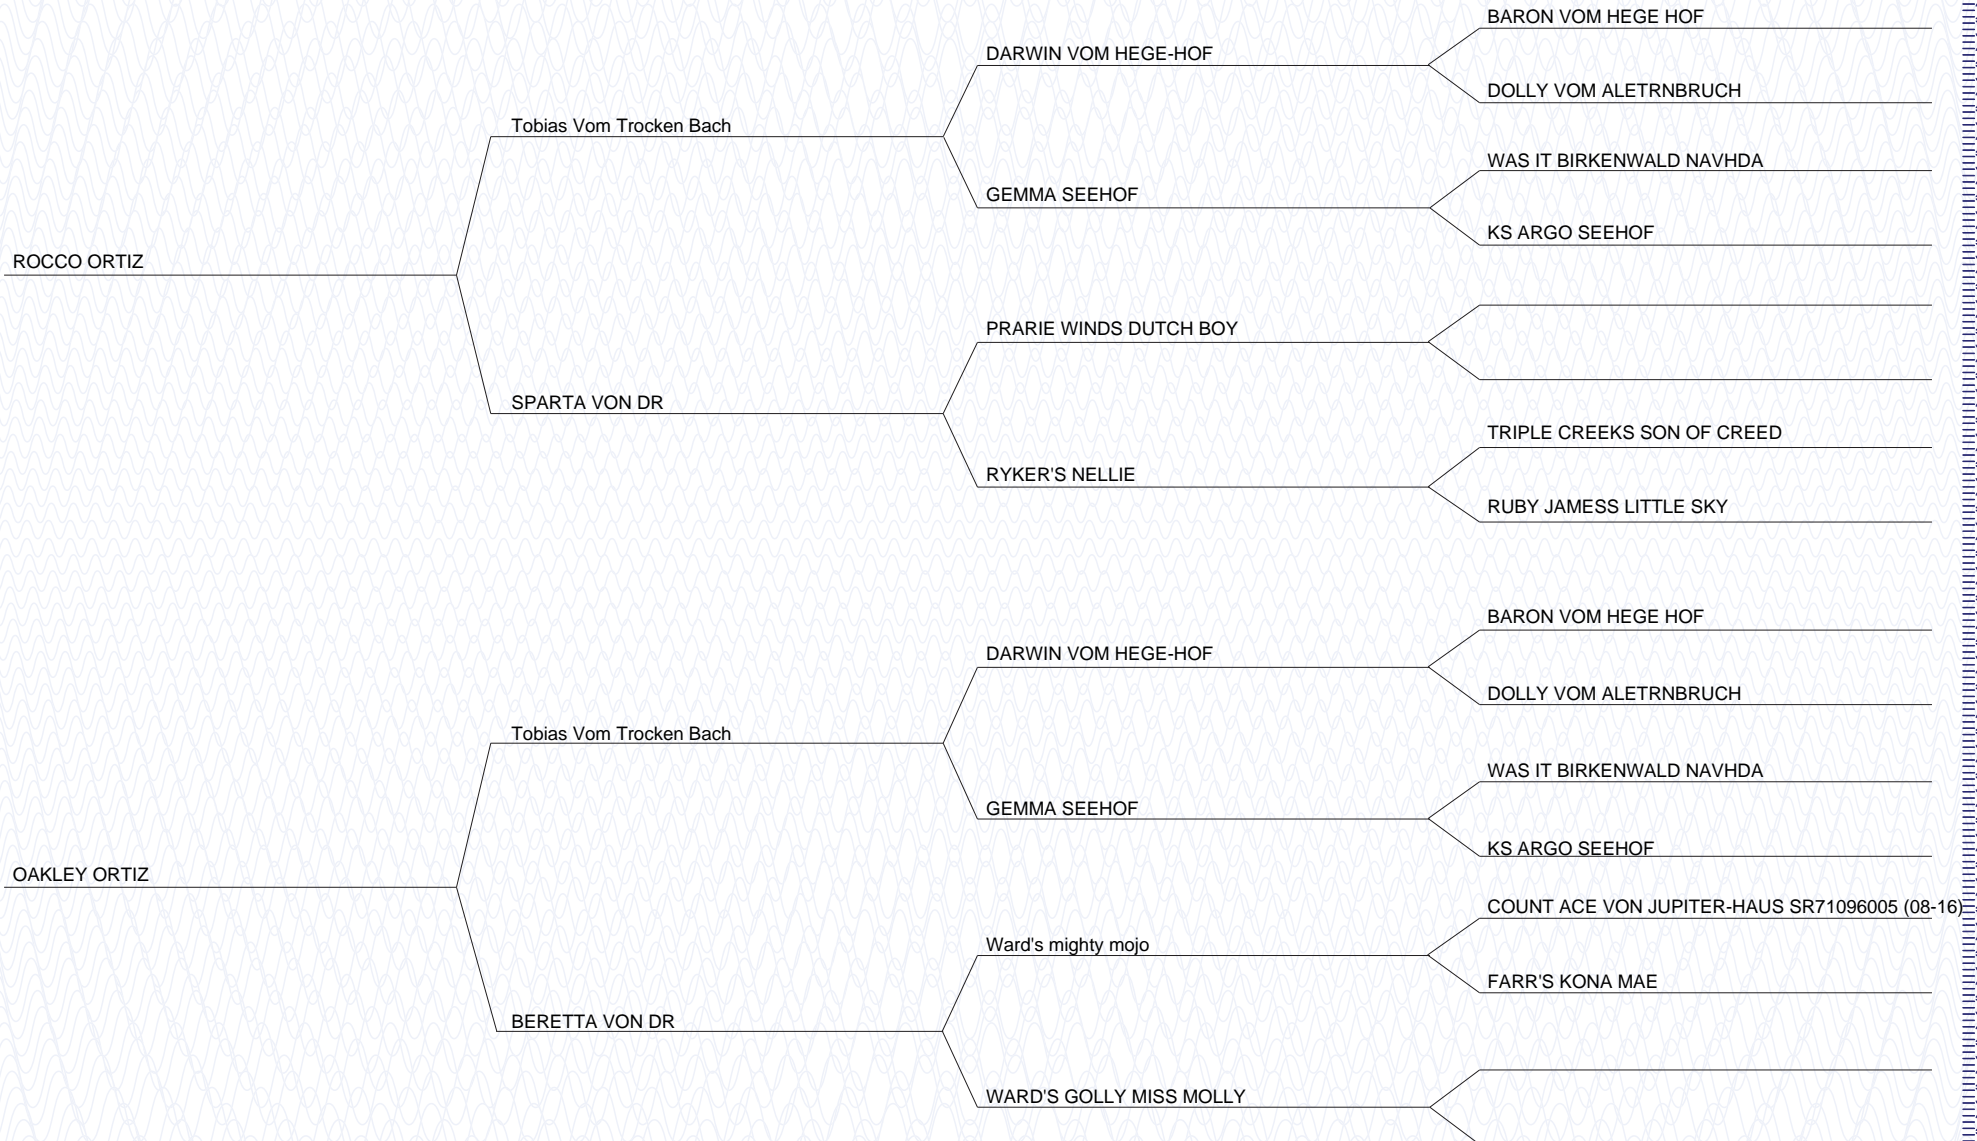 BARON VOM HEGE HOF
DARWIN VOM HEGE-HOF
DOLLY VOM ALETRNBRUCH
Tobias Vom Trocken Bach
WAS IT BIRKENWALD NAVHDA
GEMMA SEEHOF
KS ARGO SEEHOF
ROCCO ORTIZ
PRARIE WINDS DUTCH BOY
SPARTA VON DR
TRIPLE CREEKS SON OF CREED
RYKER'S NELLIE
RUBY JAMESS LITTLE SKY
BARON VOM HEGE HOF
DARWIN VOM HEGE-HOF
DOLLY VOM ALETRNBRUCH
Tobias Vom Trocken Bach
WAS IT BIRKENWALD NAVHDA
GEMMA SEEHOF
KS ARGO SEEHOF
OAKLEY ORTIZ
COUNT ACE VON JUPITER-HAUS SR71096005 (08-16)
Ward's mighty mojo
FARR'S KONA MAE
BERETTA VON DR
WARD'S GOLLY MISS MOLLY